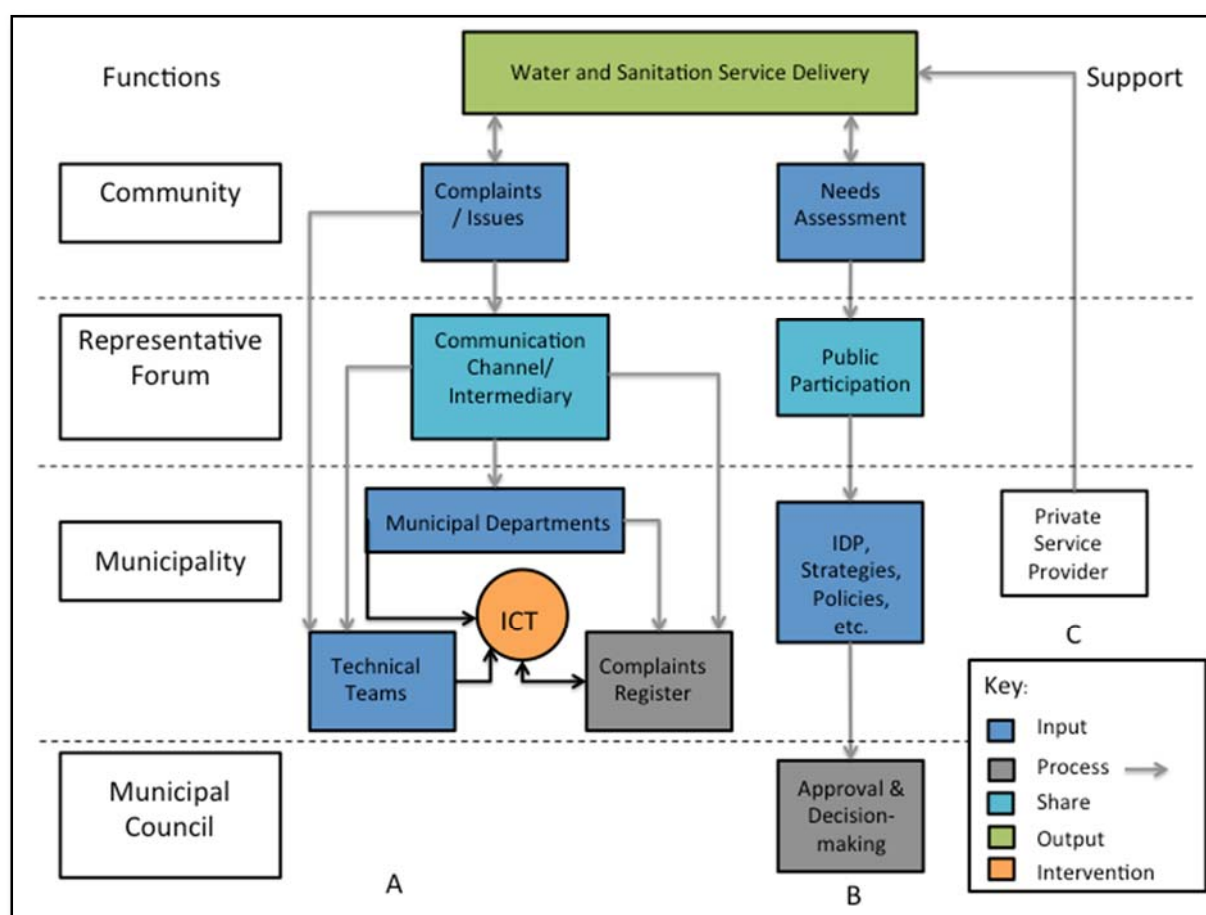 Functions
Water and Sanitation Service Delivery
Support
Community
Complaints
/ Issues
Needs
Assessment
Representative
Forum
Communication
Channel/
Intermediary
Public
Participation
Municipality
Municipal Departments
ICT
Technical
Teams
Complaints
Register
IDP,
Strategies,
Policies,
etc.
Private
Service
Provider
C
Municipal
Council
Approval &
Decision-
making
A
B
Key:
Input
Process
Share
Output
Intervention